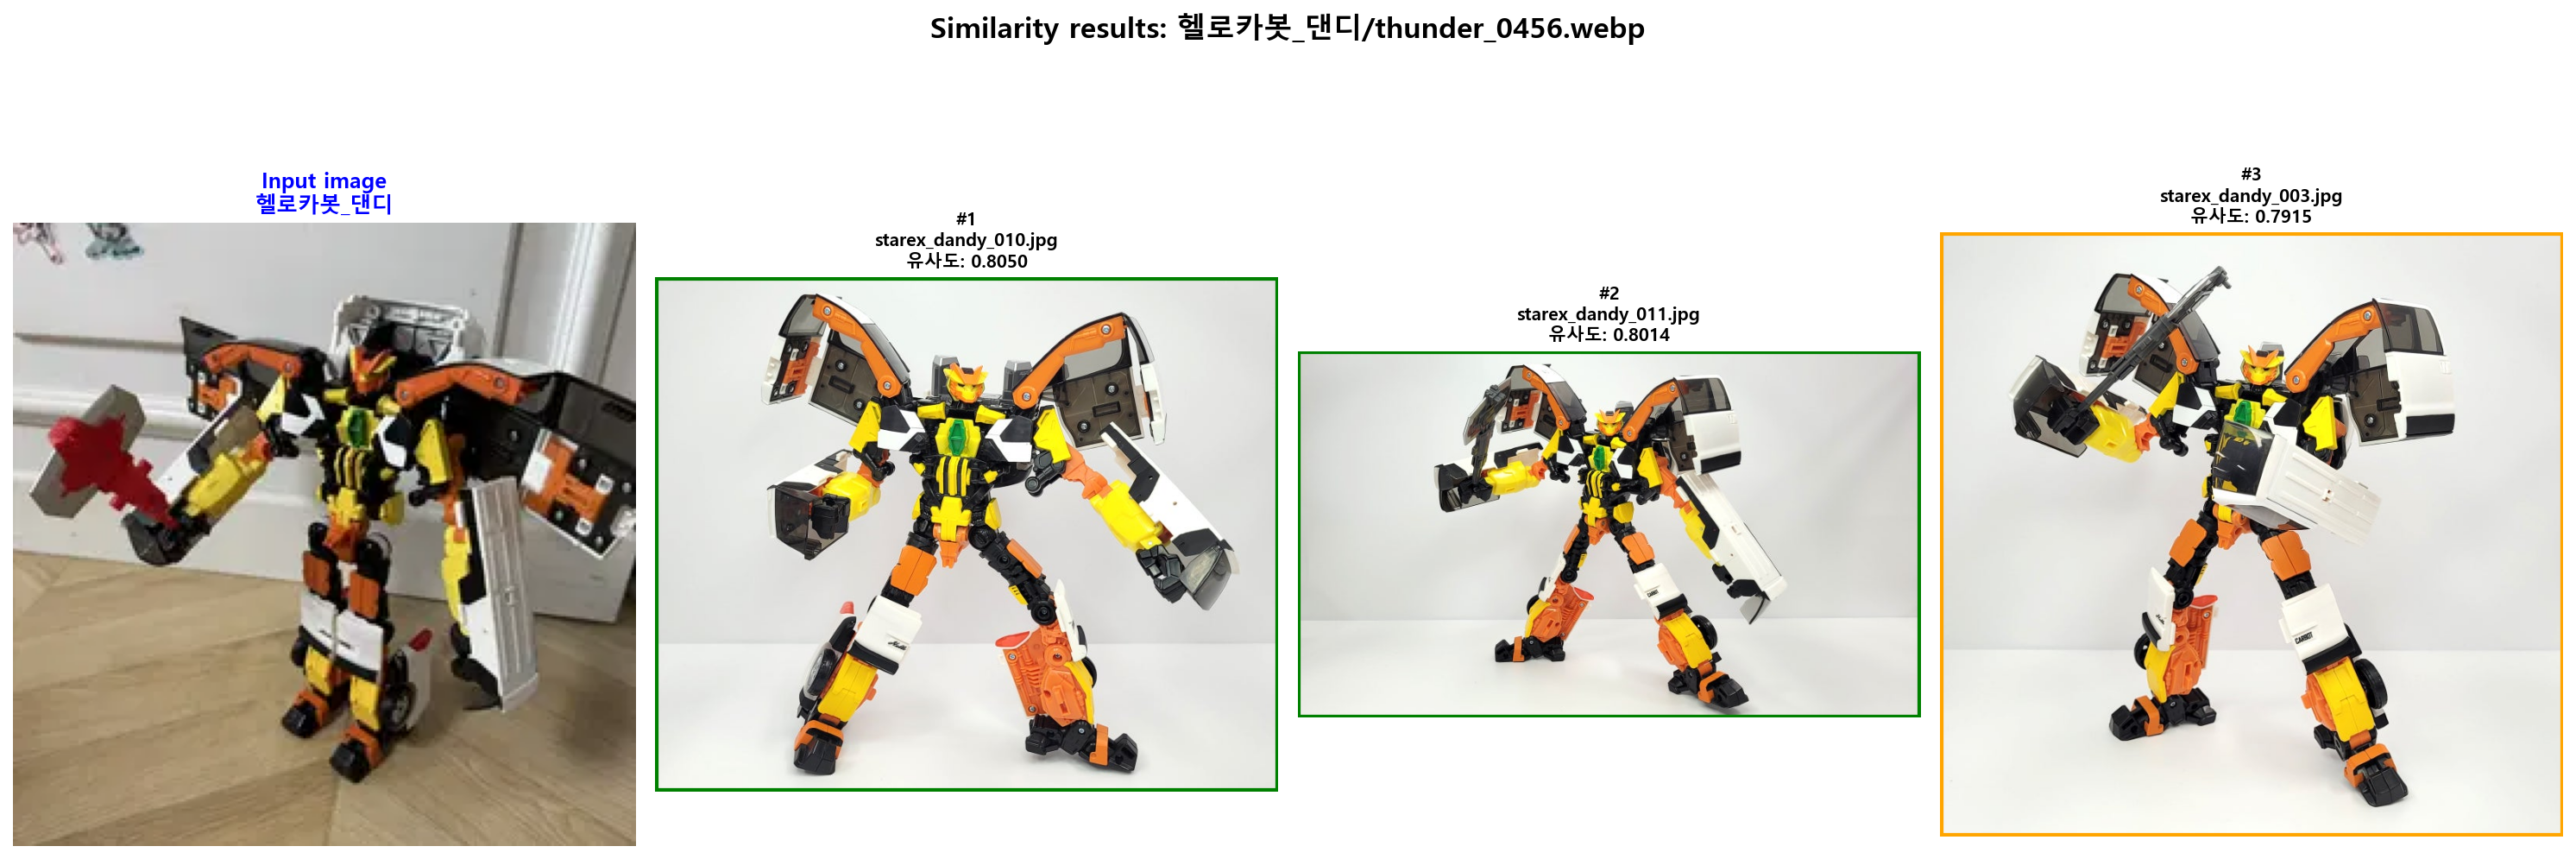 Similarity results: 헬로카봇_댄디/thunder_0456.webp
Input image
헬로카봇_댄디
#1
starex_dandy_010.jpg
유사도: 0.8050
#2
starex_dandy_011.jpg
유사도: 0.8014
#3
starex_dandy_003.jpg
유사도: 0.7915
CARBOT
CARBOT